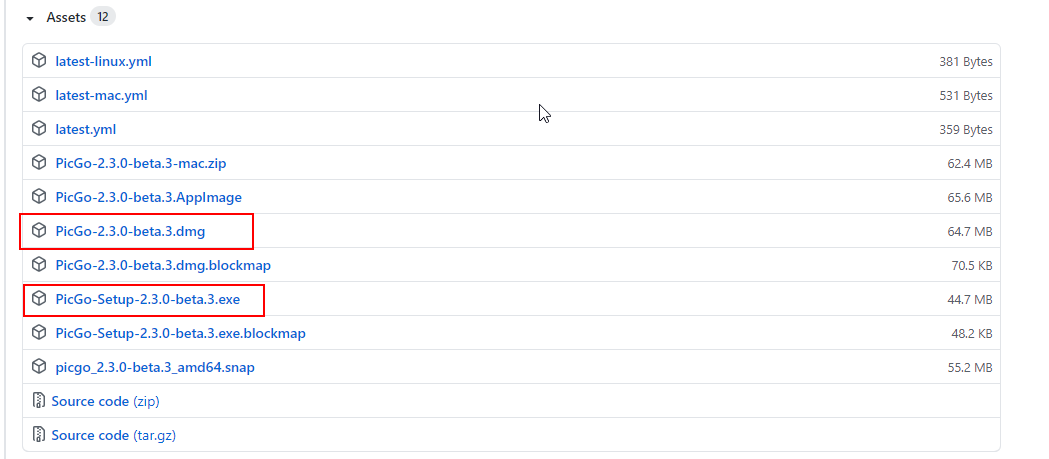 Assets 12
latest-linux.yml 381 Bytes
latest-mac.yml 531 Bytes
latest.yml 359 Bytes
PicGo-2.3.0-beta.3-mac.zip 62.4 MB
PicGo-2.3.0-beta.3.AppImage 65.6 MB
PicGo-2.3.0-beta.3.dmg 64.7 MB
PicGo-2.3.0-beta.3.dmg.blockmap 70.5 KB
PicGo-Setup-2.3.0-beta.3.exe 44.7 MB
PicGo-Setup-2.3.0-beta.3.exe.blockmap 48.2 KB
picgo_2.3.0-beta.3_amd64.snap 55.2 MB
Source code (zip)
Source code (tar.gz)